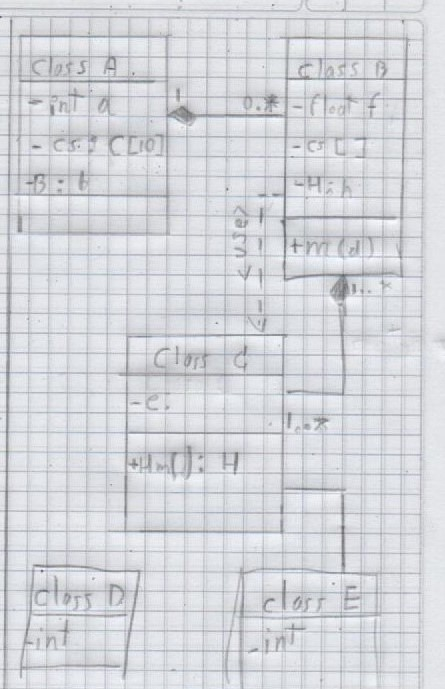 class A
- int a
- cs : C[10]
-B : b
1
0..*
class B
- float f
- cs [ ]
-H : h
+m(d)
<use>
1..*
Class C
-e:
1..*
+Hm(): H
class D
-int
class E
-int